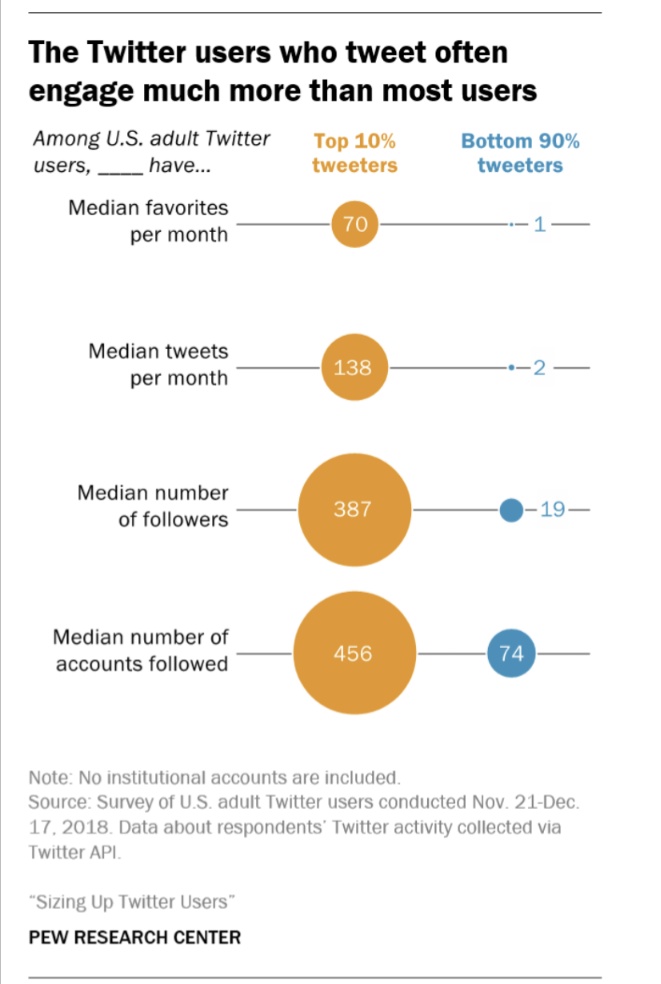 The Twitter users who tweet often
engage much more than most users
Among U.S. adult Twitter
users, ____ have...
Top 10%
tweeters
Bottom 90%
tweeters
Median favorites
per month
70
1
Median tweets
per month
138
2
Median number
of followers
387
19
Median number of
accounts followed
456
74
Note: No institutional accounts are included.
Source: Survey of U.S. adult Twitter users conducted Nov. 21-Dec.
17, 2018. Data about respondents' Twitter activity collected via
Twitter API.
“Sizing Up Twitter Users”
PEW RESEARCH CENTER